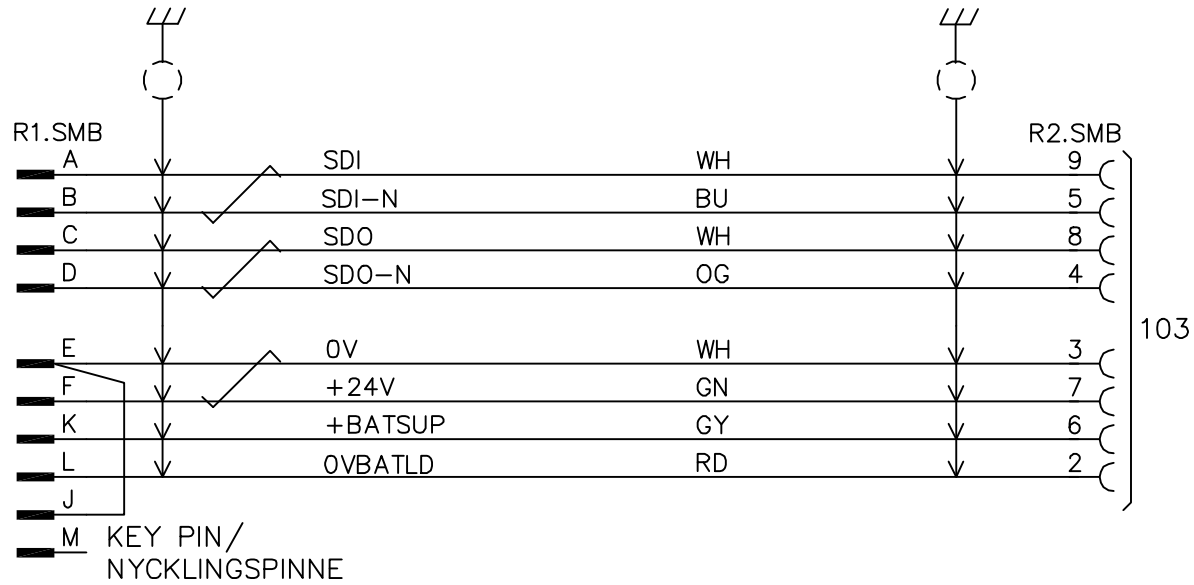 R1.SMB R2.SMB
A SDI WH 9
B SDI-N BU 5
C SDO WH 8
D SDO-N OG 4
103
E 0V WH 3
F +24V GN 7
K +BATSUP GY 6
L 0VBATLD RD 2
J
M KEY PIN/
NYCKLINGSPINNE